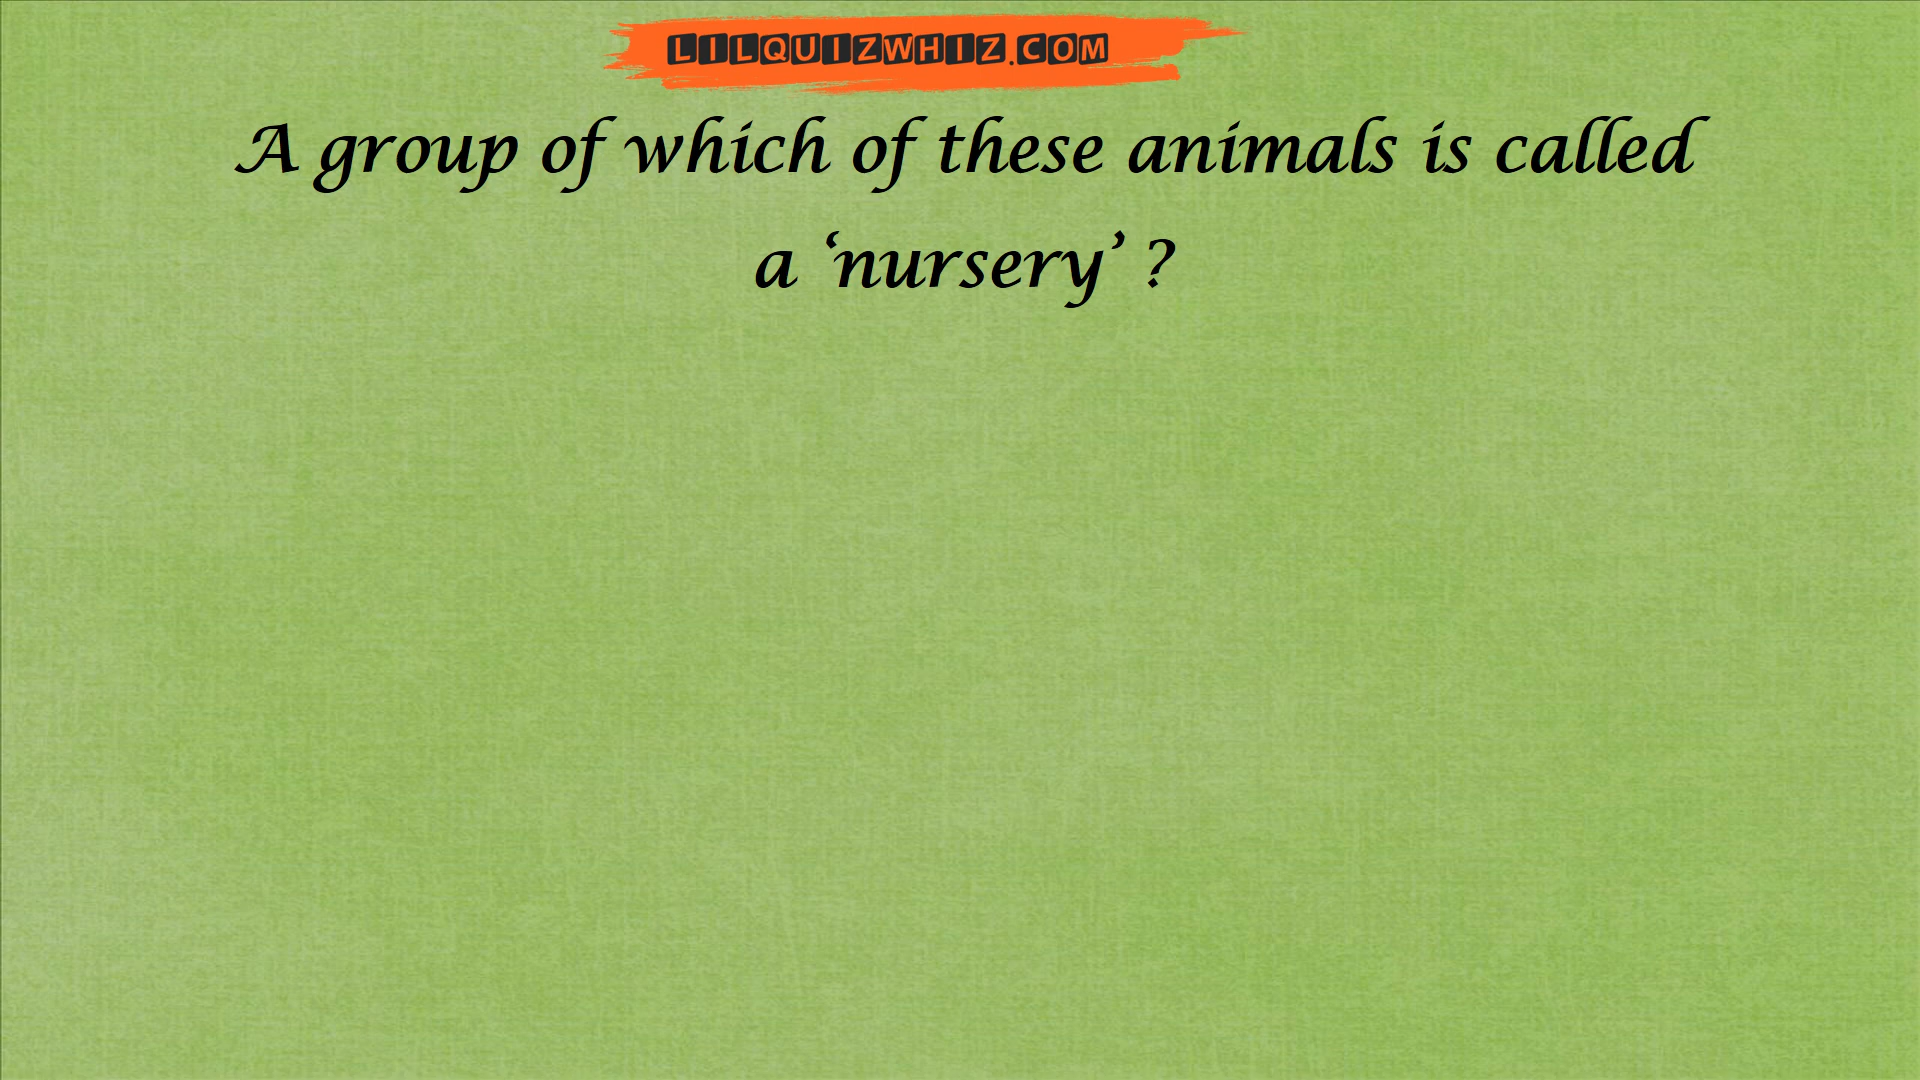 LILQUIZWHIZ.COM
A group of which of these animals is called
a ‘nursery’ ?